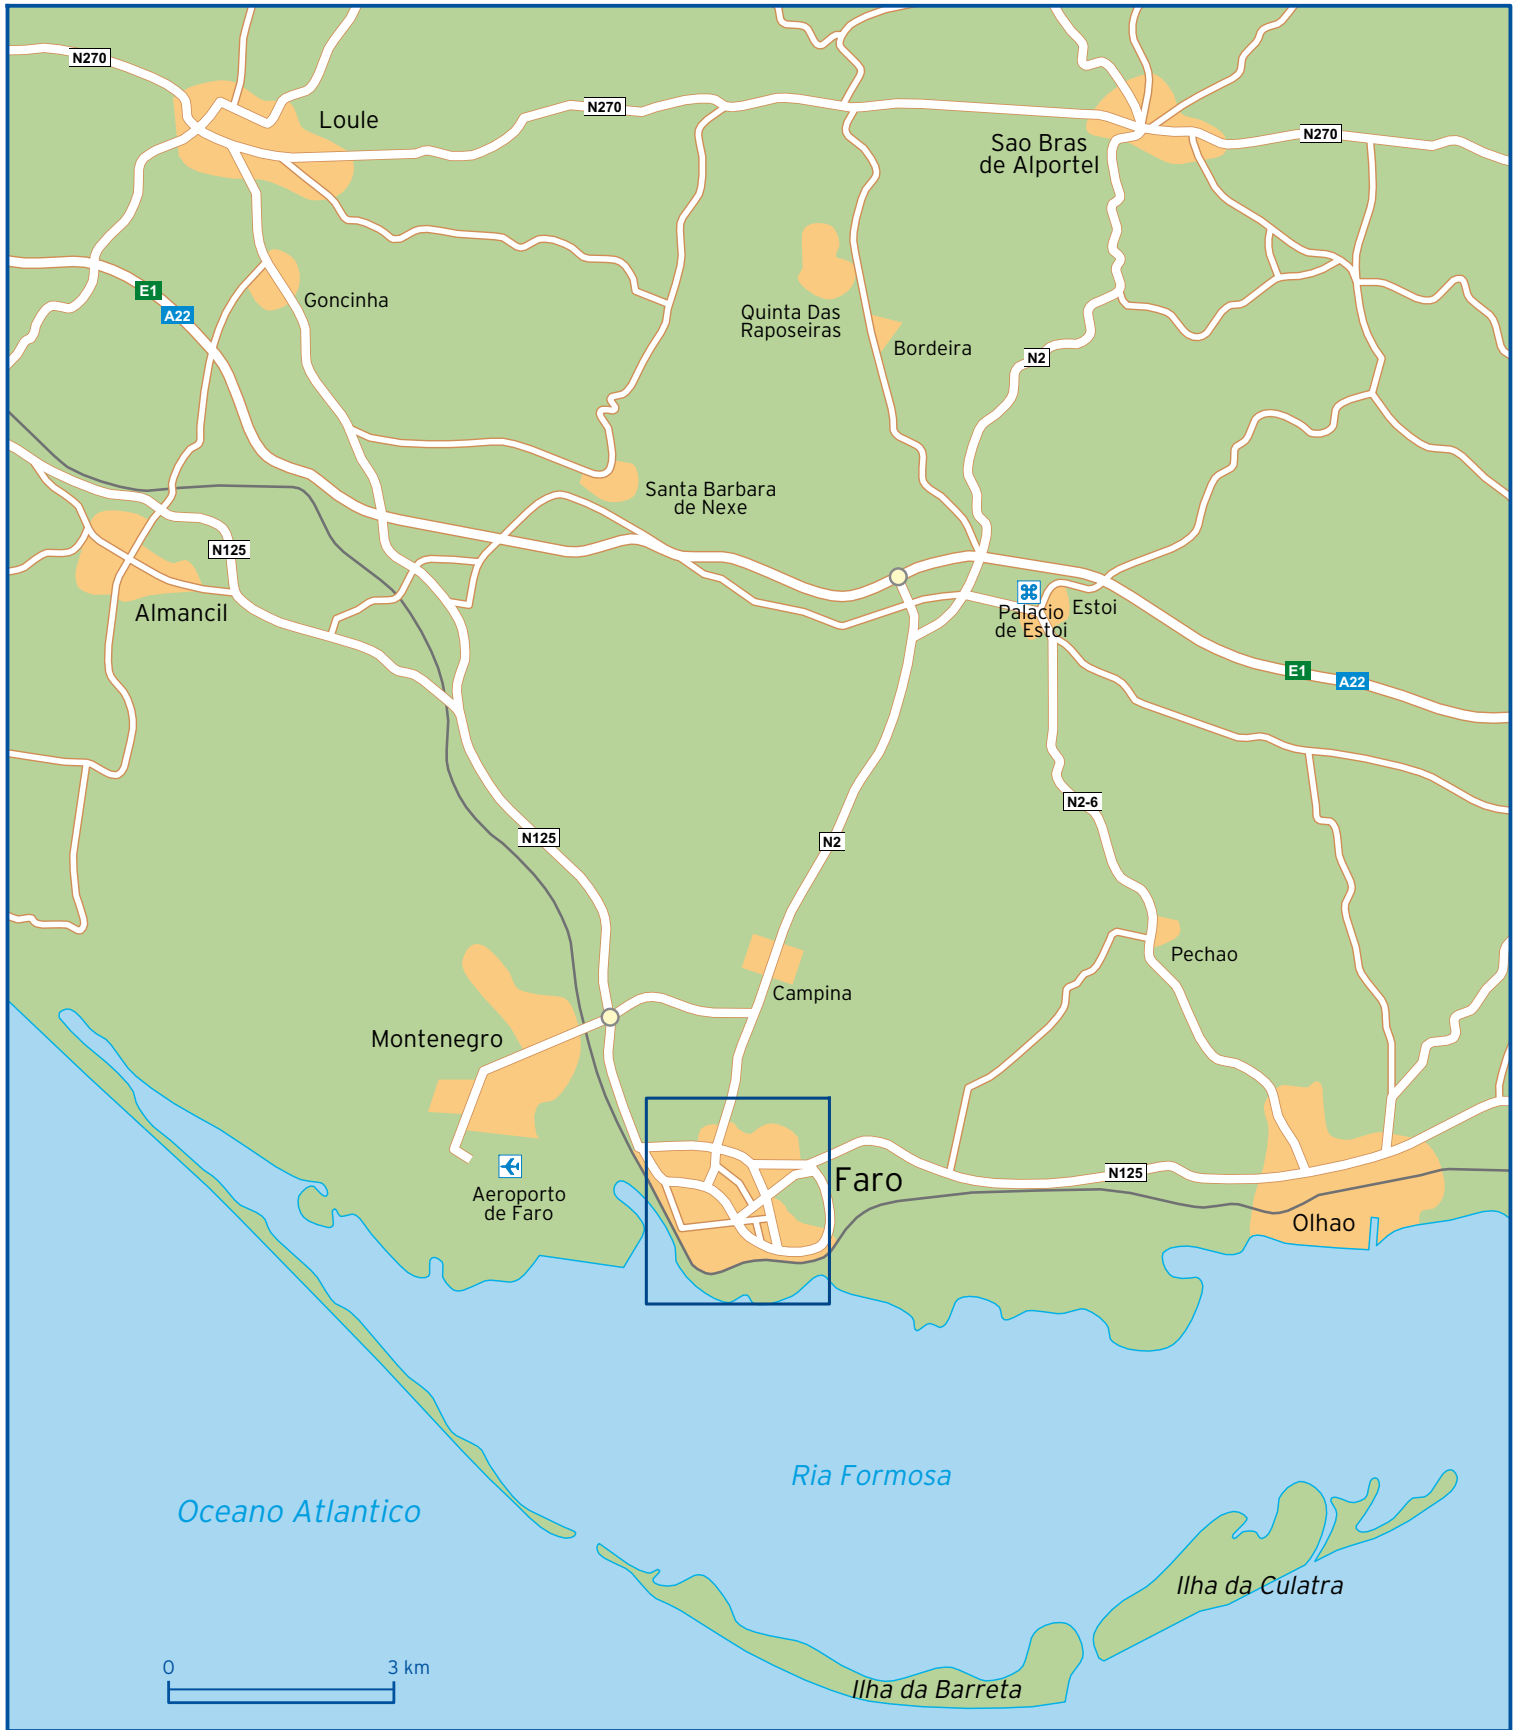 N270
Loule
N270
Sao Bras
de Alportel
N270
E1
A22
Goncinha
Quinta Das
Raposeiras
Bordeira
N2
Santa Barbara
de Nexe
N125
Almancil
Palacio
de Estoi
Estoi
E1
A22
N2-6
N125
N2
Pechao
Campina
Montenegro
Aeroporto
de Faro
Faro
N125
Olhao
Ria Formosa
Oceano Atlantico
Ilha da Culatra
Ilha da Barreta
0 3 km